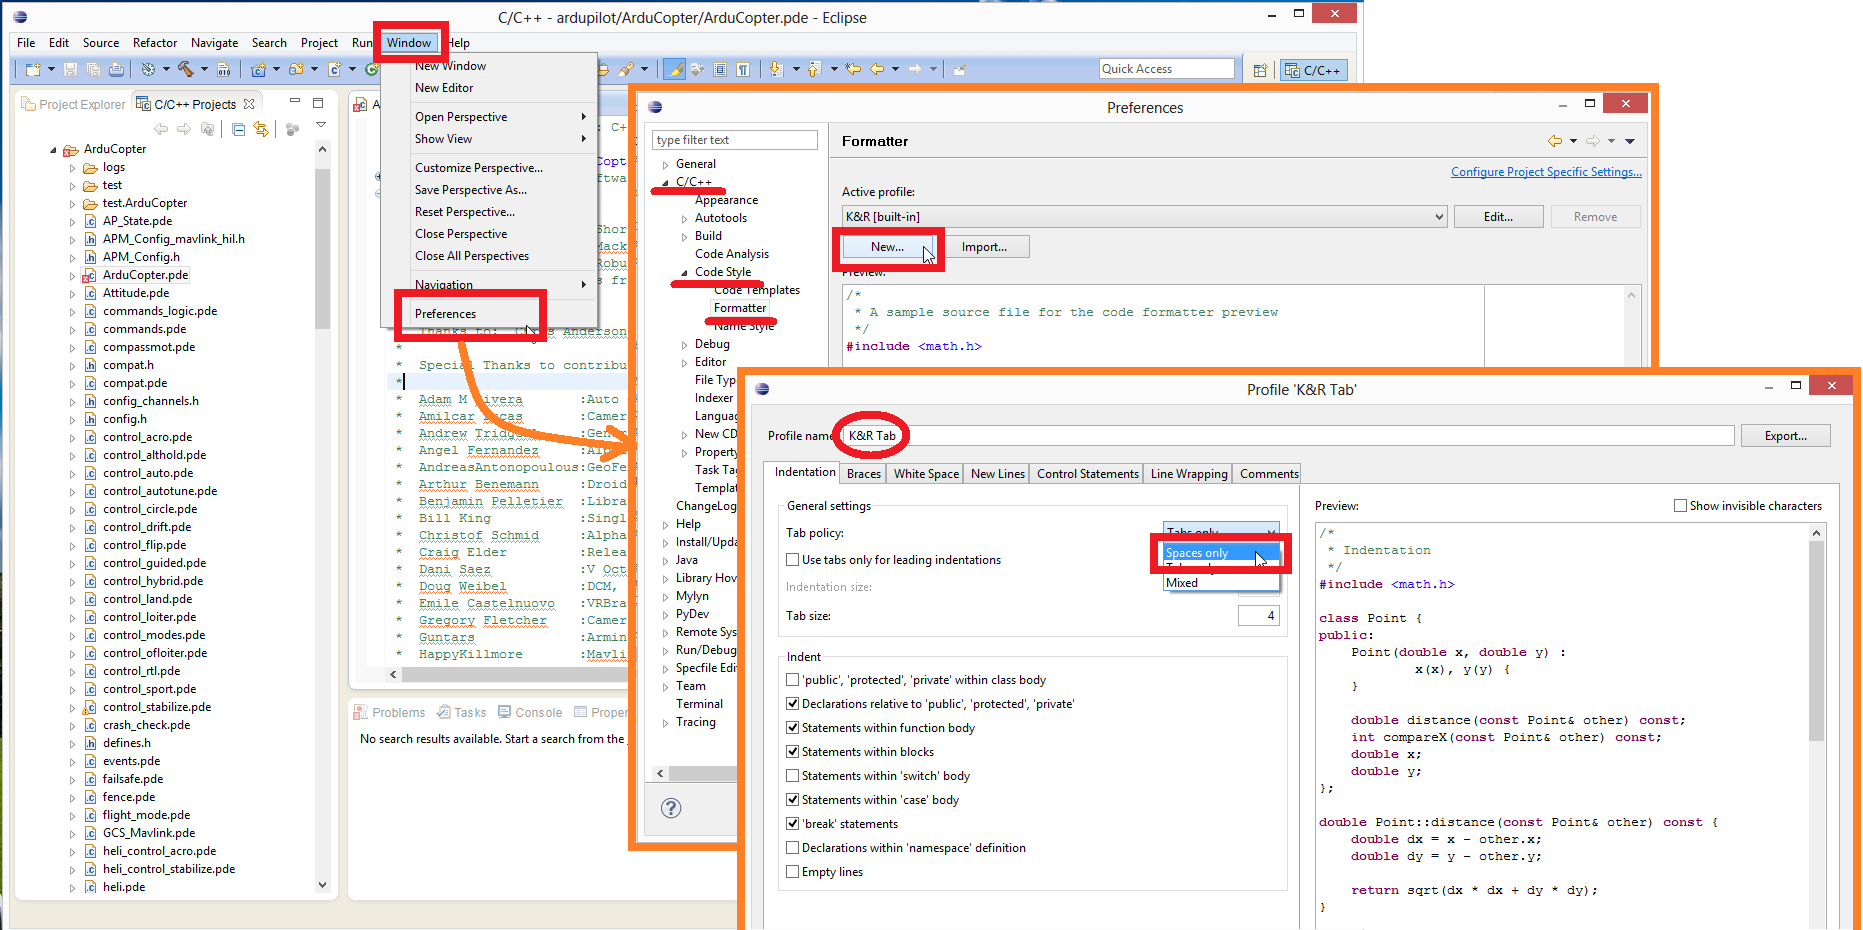 C/C++ - ardupilot/ArduCopter/ArduCopter.pde - Eclipse
File Edit Source Refactor Navigate Search Project Run Window Help
Quick Access
C/C++
Project Explorer
C/C++ Projects
ArduCopter
logs
test
test.ArduCopter
AP_State.pde
APM_Config_mavlink_hil.h
APM_Config.h
ArduCopter.pde
Attitude.pde
commands_logic.pde
commands.pde
compassmot.pde
compat.h
compat.pde
config_channels.h
config.h
control_acro.pde
control_althold.pde
control_auto.pde
control_autotune.pde
control_circle.pde
control_drift.pde
control_flip.pde
control_guided.pde
control_hybrid.pde
control_land.pde
control_loiter.pde
control_modes.pde
control_ofloiter.pde
control_rtl.pde
control_sport.pde
control_stabilize.pde
crash_check.pde
defines.h
events.pde
failsafe.pde
fence.pde
flight_mode.pde
GCS_Mavlink.pde
heli_control_acro.pde
heli_control_stabilize.pde
heli.pde
New Window
New Editor
Open Perspective
Show View
Customize Perspective...
Save Perspective As...
Reset Perspective...
Close Perspective
Close All Perspectives
Navigation
Preferences
: C+
Copt
ftwa
Shor
Mack
Robu
s fr
Thanks to: Anderson
*
* Special Thanks to contribu
*
* Adam M Rivera :Auto
* Amilcar Lucas :Camer
* Andrew Tridgell :Gener
* Angel Fernandez :Alpha
* AndreasAntonopoulous:GeoFe
* Arthur Benemann :Droid
* Benjamin Pelletier :Libra
* Bill King :Singl
* Christof Schmid :Alpha
* Craig Elder :Relea
* Dani Saez :V Oct
* Doug Weibel :DCM,
* Emile Castelnuovo :VRBra
* Gregory Fletcher :Camer
* Guntars :Armin
* HappyKillmore :Mavli
Problems Tasks Console Proper
No search results available. Start a search from the
Preferences
type filter text
General
C/C++
Appearance
Autotools
Build
Code Analysis
Code Style
Code Templates
Formatter
Name Style
Debug
Editor
File Type
Indexer
Langua
New CD
Property
Task Tag
Templat
ChangeLog
Help
Install/Upda
Java
Library Hov
Mylyn
PyDev
Remote Sys
Run/Debug
Specfile Edit
Team
Terminal
Tracing
Formatter
Configure Project Specific Settings...
Active profile:
K&R [built-in]
Edit...
Remove
New...
Import...
Preview:
/*
* A sample source file for the code formatter preview
*/
#include <math.h>
Profile 'K&R Tab'
Profile name:
K&R Tab
Export...
Indentation Braces White Space New Lines Control Statements Line Wrapping Comments
General settings
Tab policy:
Tabs only
Spaces only
Mixed
Use tabs only for leading indentations
Indentation size:
Tab size:
4
Indent
'public', 'protected', 'private' within class body
Declarations relative to 'public', 'protected', 'private'
Statements within function body
Statements within blocks
Statements within 'switch' body
Statements within 'case' body
'break' statements
Declarations within 'namespace' definition
Empty lines
Preview:
Show invisible characters
/*
* Indentation
*/
#include <math.h>
class Point {
public:
Point(double x, double y) :
x(x), y(y) {
}
double distance(const Point& other) const;
int compareX(const Point& other) const;
double x;
double y;
};
double Point::distance(const Point& other) const {
double dx = x - other.x;
double dy = y - other.y;
return sqrt(dx * dx + dy * dy);
}